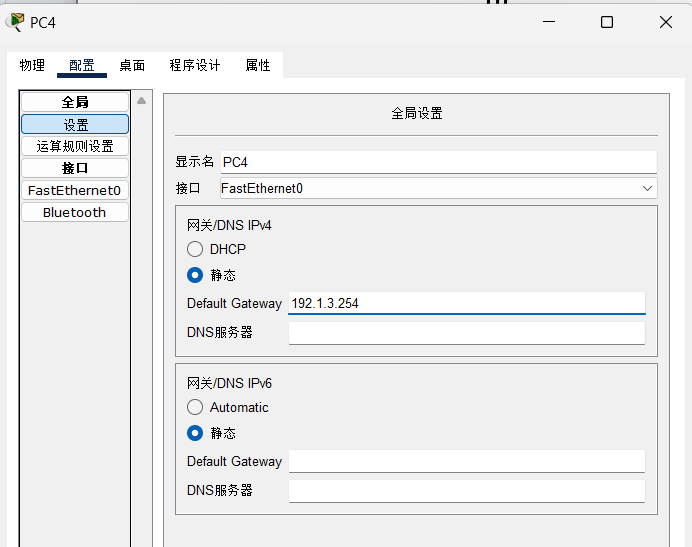 PC4
物理 配置 桌面 程序设计 属性
全局
设置
运算规则设置
接口
FastEthernet0
Bluetooth
全局设置
显示名 PC4
接口 FastEthernet0
网关/DNS IPv4
DHCP
静态
Default Gateway 192.1.3.254
DNS服务器
网关/DNS IPv6
Automatic
静态
Default Gateway
DNS服务器